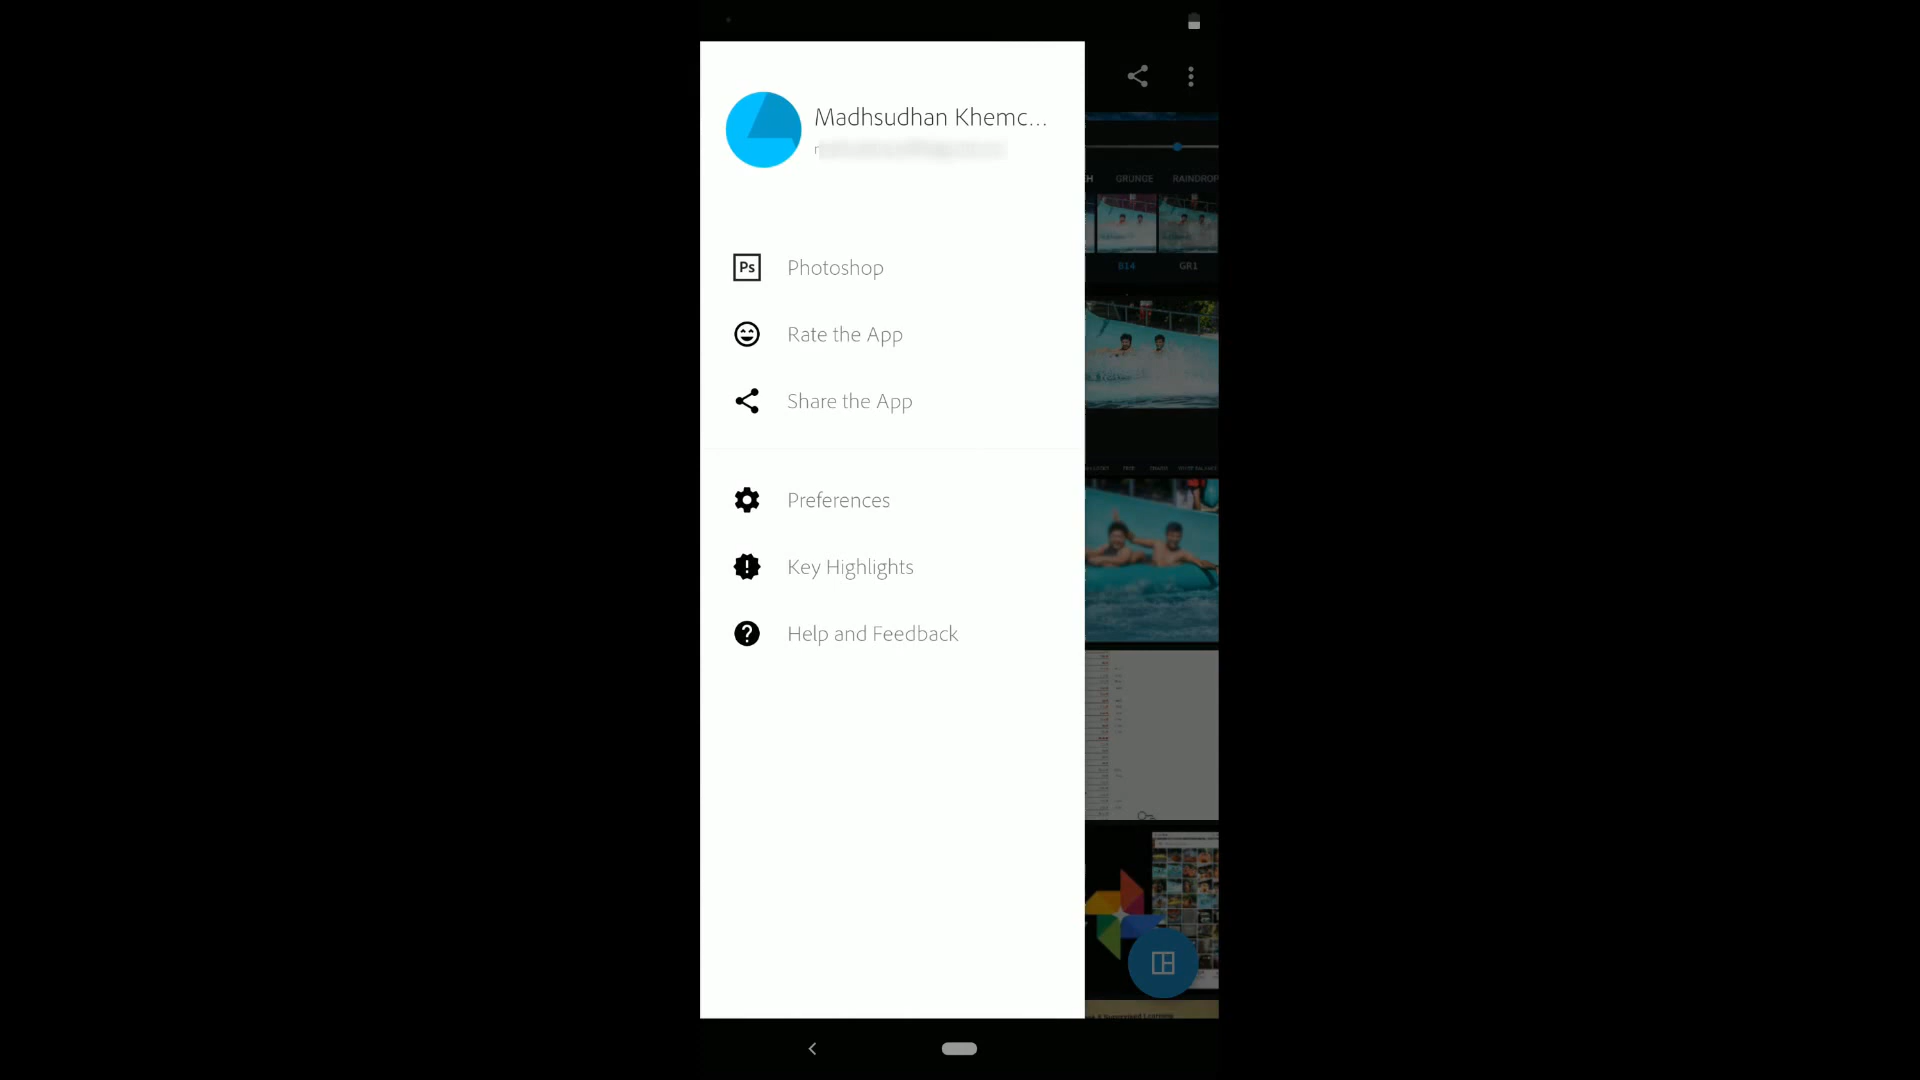 Madhsudhan Khemc...
Ps Photoshop
Rate the App
Share the App
Preferences
Key Highlights
Help and Feedback
GRUNGE RAINDROP
BI4 GR1